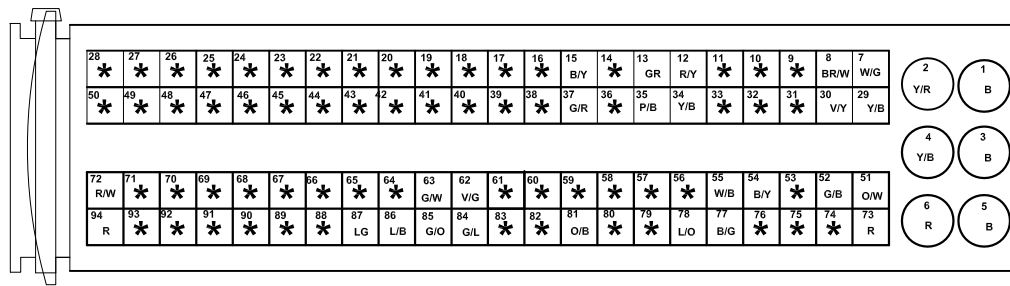 28 27 26 25 24 23 22 21 20 19 18 17 16 15 14 13 12 11 10 9 8 7
* * * * * * * * * * * * * B/Y * GR R/Y * * * BR/W W/G
50 49 48 47 46 45 44 43 42 41 40 39 38 37 36 35 34 33 32 31 30 29
* * * * * * * * * * * * * G/R * P/B Y/B * * * V/Y Y/B
2 1
Y/R B
4 3
Y/B B
72 71 70 69 68 67 66 65 64 63 62 61 60 59 58 57 56 55 54 53 52 51
R/W * * * * * * * * G/W V/G * * * * * * W/B B/Y * G/B O/W
94 93 92 91 90 89 88 87 86 85 84 83 82 81 80 79 78 77 76 75 74 73
R * * * * * * LG L/B G/O G/L * * O/B * * L/O B/G * * * R
6 5
R B